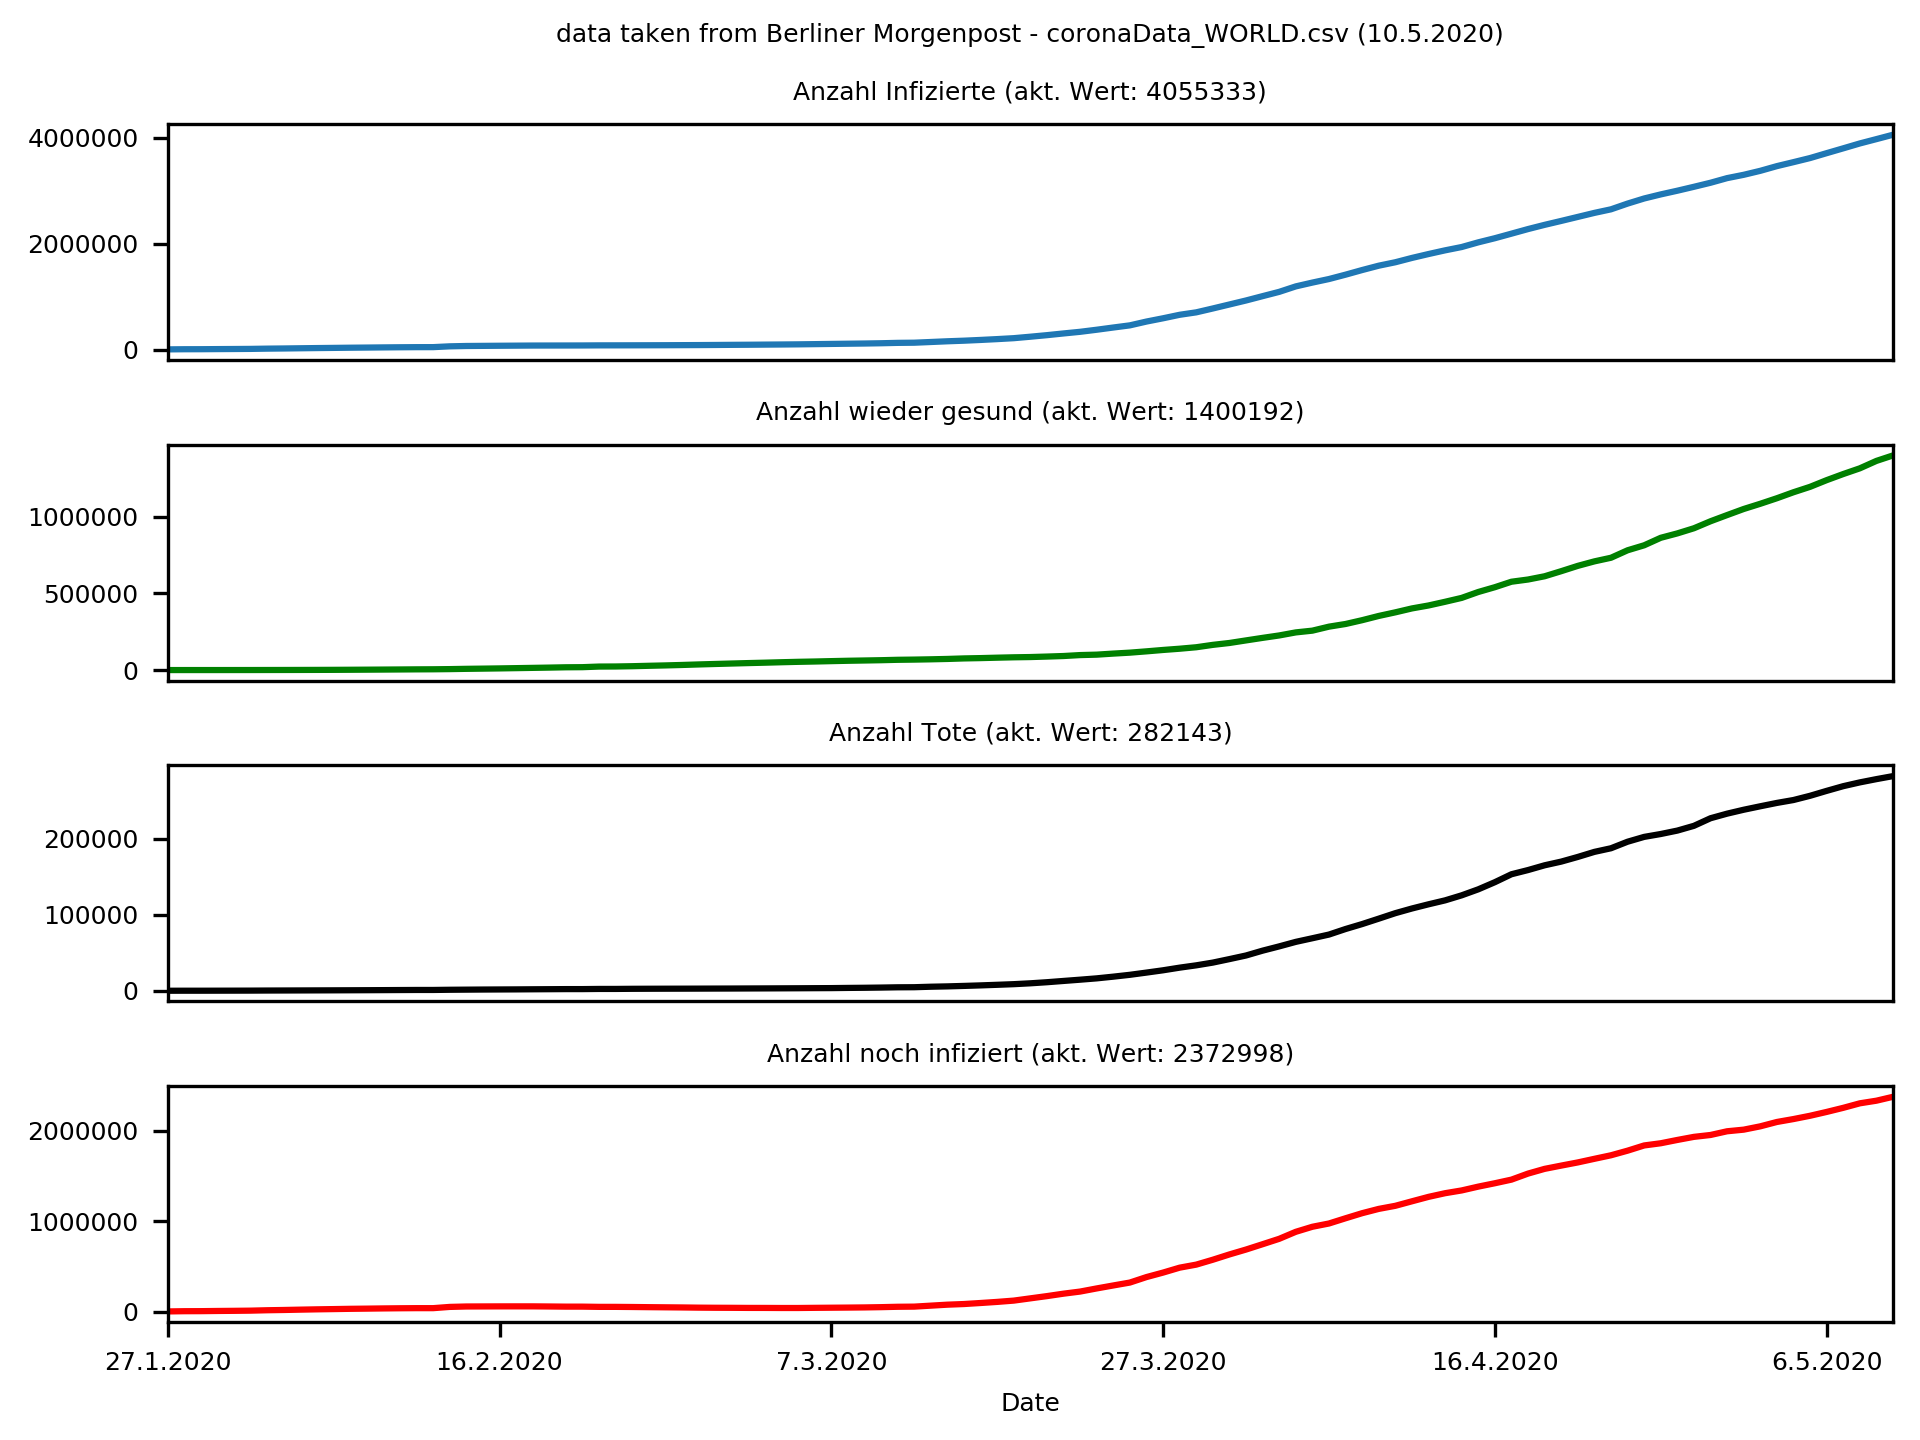 data taken from Berliner Morgenpost - coronaData_WORLD.csv (10.5.2020)
Anzahl Infizierte (akt. Wert: 4055333)
4000000
2000000
0
Anzahl wieder gesund (akt. Wert: 1400192)
1000000
500000
0
Anzahl Tote (akt. Wert: 282143)
200000
100000
0
Anzahl noch infiziert (akt. Wert: 2372998)
2000000
1000000
0
27.1.2020 16.2.2020 7.3.2020 27.3.2020 16.4.2020 6.5.2020
Date